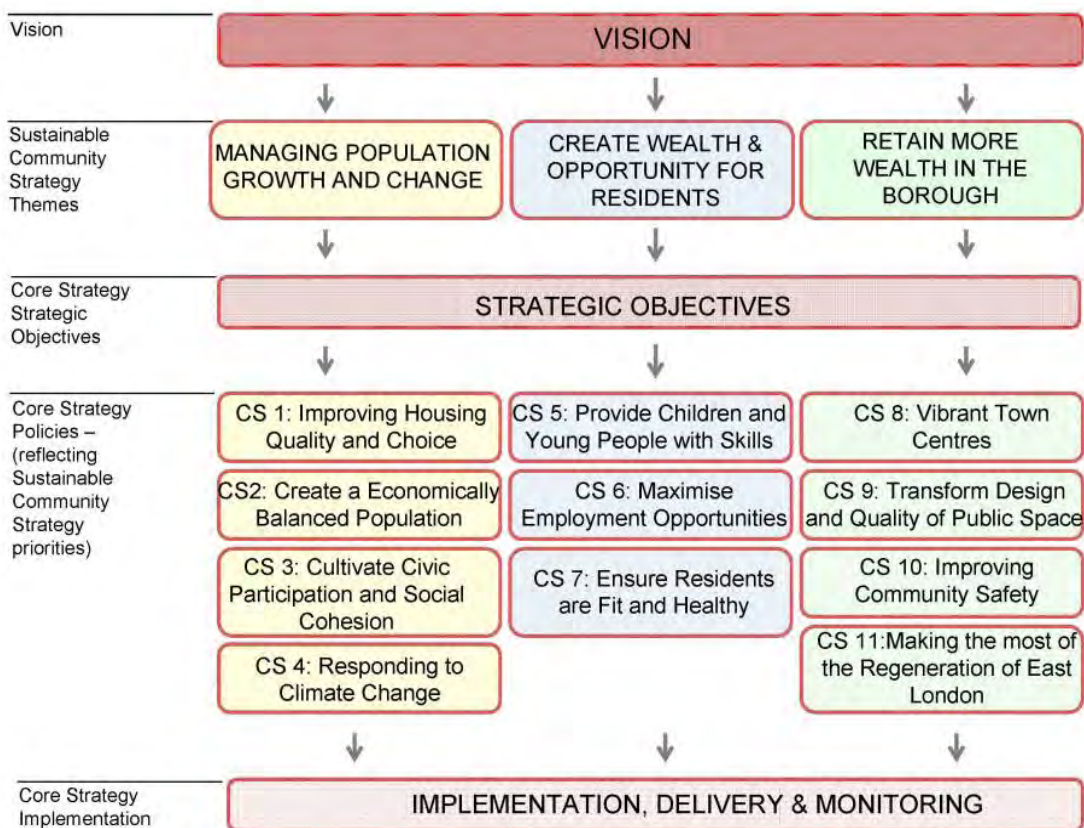 Vision
VISION
Sustainable
Community
Strategy
Themes
MANAGING POPULATION
GROWTH AND CHANGE
CREATE WEALTH &
OPPORTUNITY FOR
RESIDENTS
RETAIN MORE
WEALTH IN THE
BOROUGH
Core Strategy
Strategic
Objectives
STRATEGIC OBJECTIVES
Core Strategy
Policies –
(reflecting
Sustainable
Community
Strategy
priorities)
CS 1: Improving Housing
Quality and Choice
CS2: Create a Economically
Balanced Population
CS 3: Cultivate Civic
Participation and Social
Cohesion
CS 4: Responding to
Climate Change
CS 5: Provide Children and
Young People with Skills
CS 6: Maximise
Employment Opportunities
CS 7: Ensure Residents
are Fit and Healthy
CS 8: Vibrant Town
Centres
CS 9: Transform Design
and Quality of Public Space
CS 10: Improving
Community Safety
CS 11:Making the most of
the Regeneration of East
London
Core Strategy
Implementation
IMPLEMENTATION, DELIVERY & MONITORING